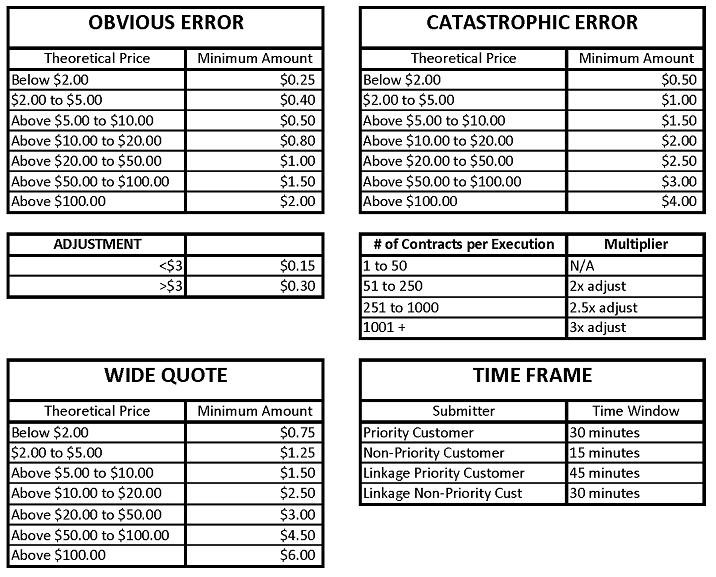 OBVIOUS ERROR
Theoretical Price Minimum Amount
Below $2.00 $0.25
$2.00 to $5.00 $0.40
Above $5.00 to $10.00 $0.50
Above $10.00 to $20.00 $0.80
Above $20.00 to $50.00 $1.00
Above $50.00 to $100.00 $1.50
Above $100.00 $2.00
CATASTROPHIC ERROR
Theoretical Price Minimum Amount
Below $2.00 $0.50
$2.00 to $5.00 $1.00
Above $5.00 to $10.00 $1.50
Above $10.00 to $20.00 $2.00
Above $20.00 to $50.00 $2.50
Above $50.00 to $100.00 $3.00
Above $100.00 $4.00
ADJUSTMENT
<$3 $0.15
>$3 $0.30
# of Contracts per Execution Multiplier
1 to 50 N/A
51 to 250 2x adjust
251 to 1000 2.5x adjust
1001 + 3x adjust
WIDE QUOTE
Theoretical Price Minimum Amount
Below $2.00 $0.75
$2.00 to $5.00 $1.25
Above $5.00 to $10.00 $1.50
Above $10.00 to $20.00 $2.50
Above $20.00 to $50.00 $3.00
Above $50.00 to $100.00 $4.50
Above $100.00 $6.00
TIME FRAME
Submitter Time Window
Priority Customer 30 minutes
Non-Priority Customer 15 minutes
Linkage Priority Customer 45 minutes
Linkage Non-Priority Cust 30 minutes